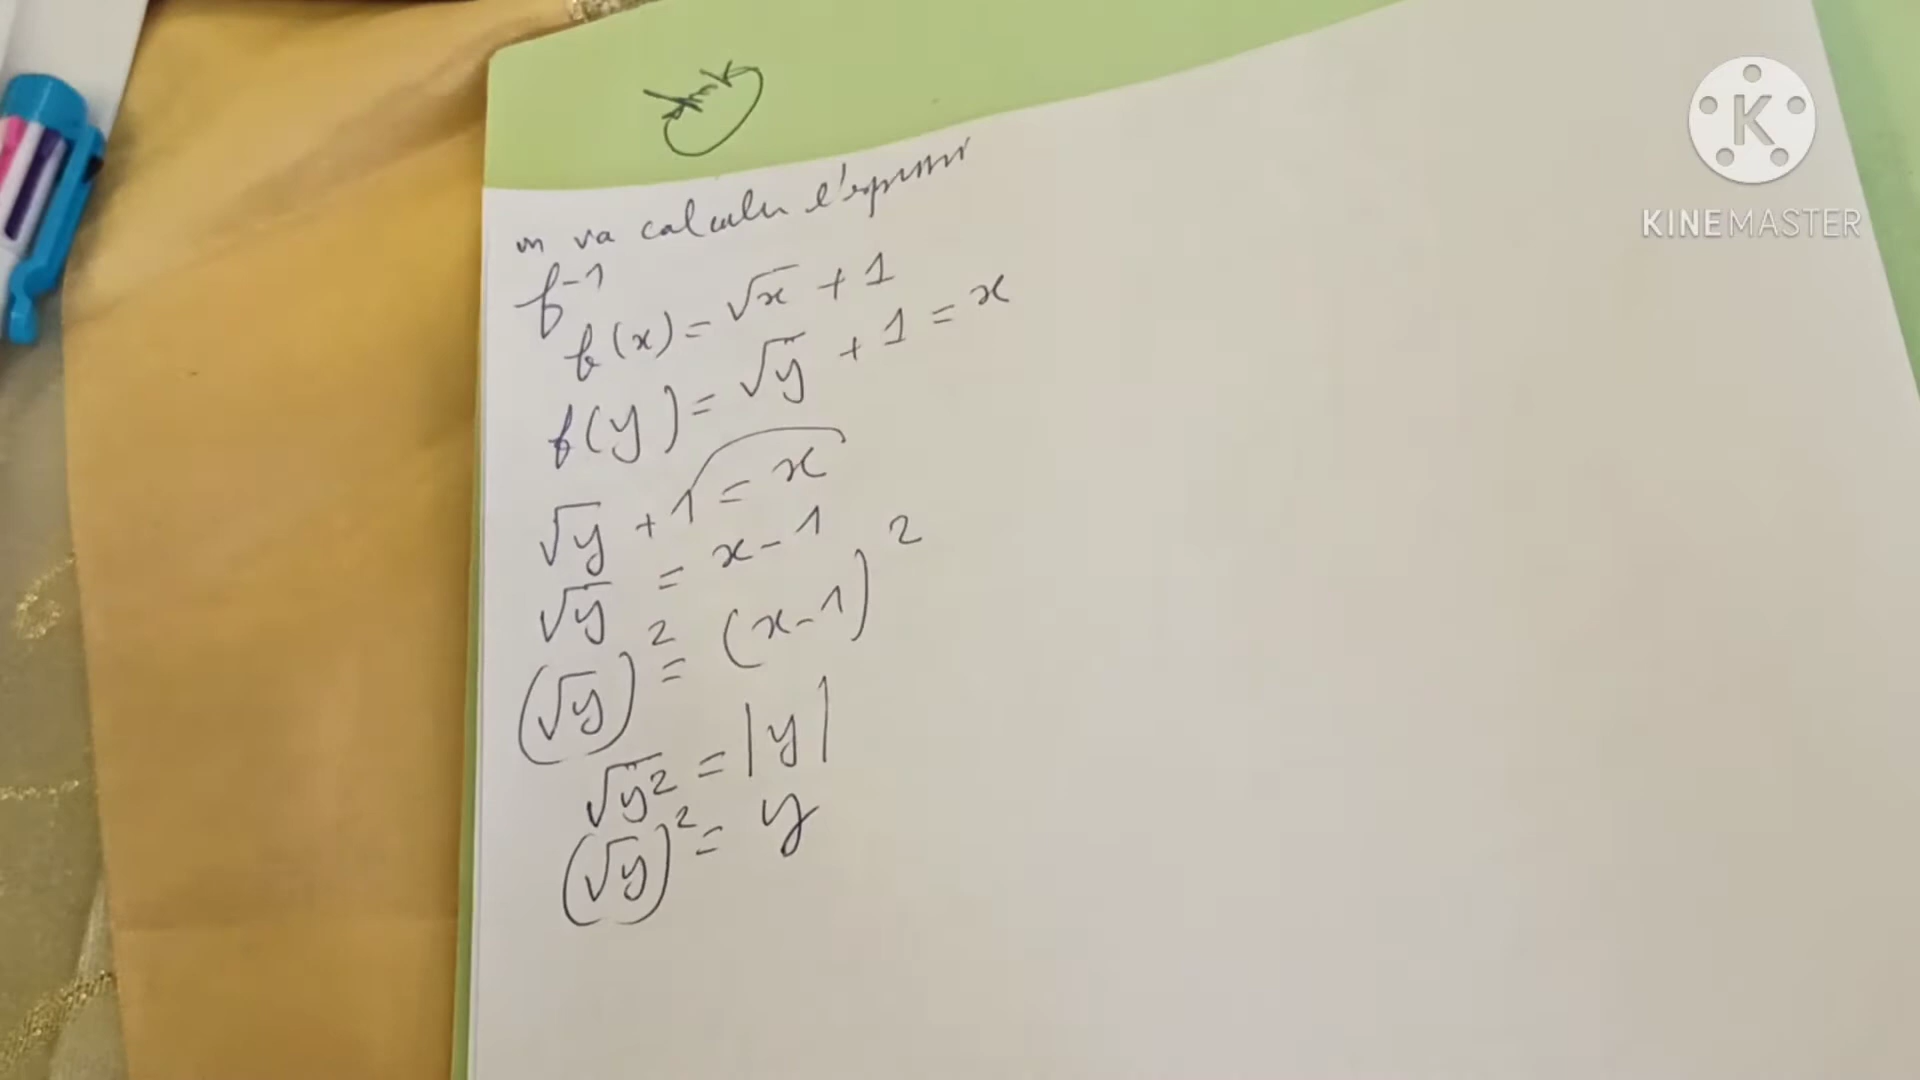 on va calculer l'expression
f⁻¹
f(x) = √x + 1
f(y) = √y + 1 = x
√y + 1 = x
√y = x - 1
(√y)² = (x - 1)²
√y² = |y|
(√y)² = y
K
KINEMASTER